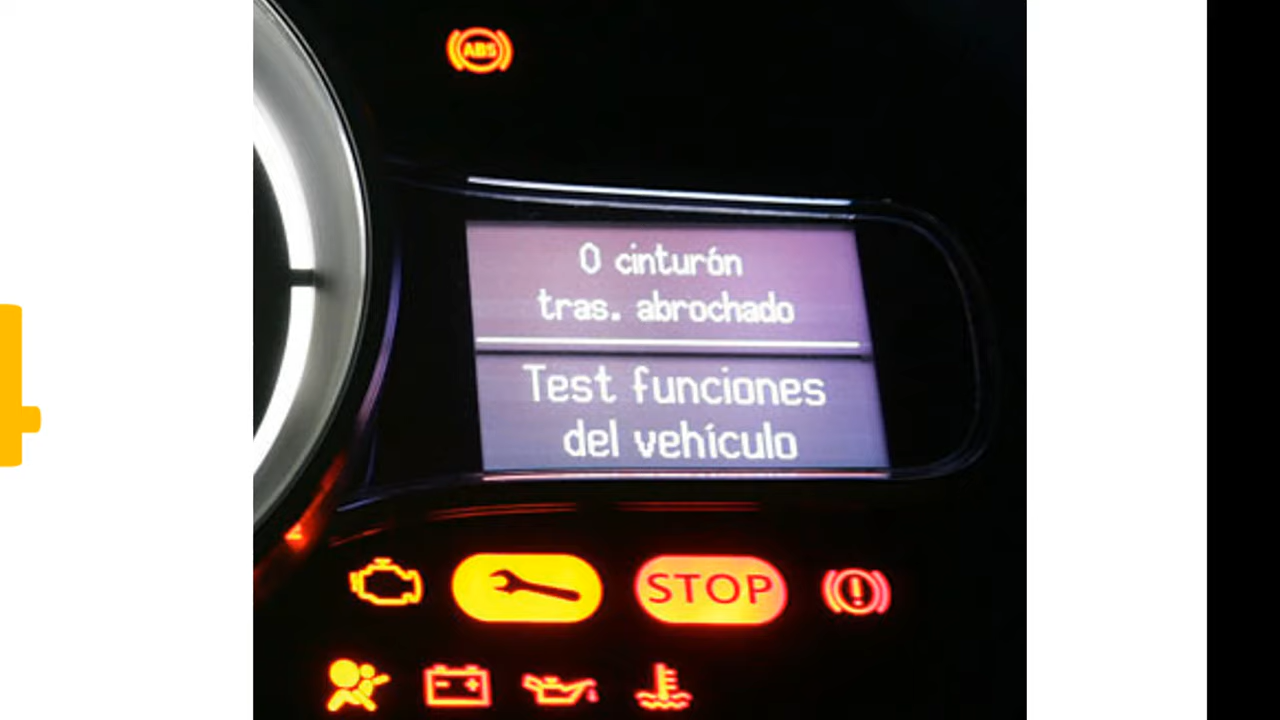 ABS
0 cinturón
tras. abrochado
Test funciones
del vehículo
STOP